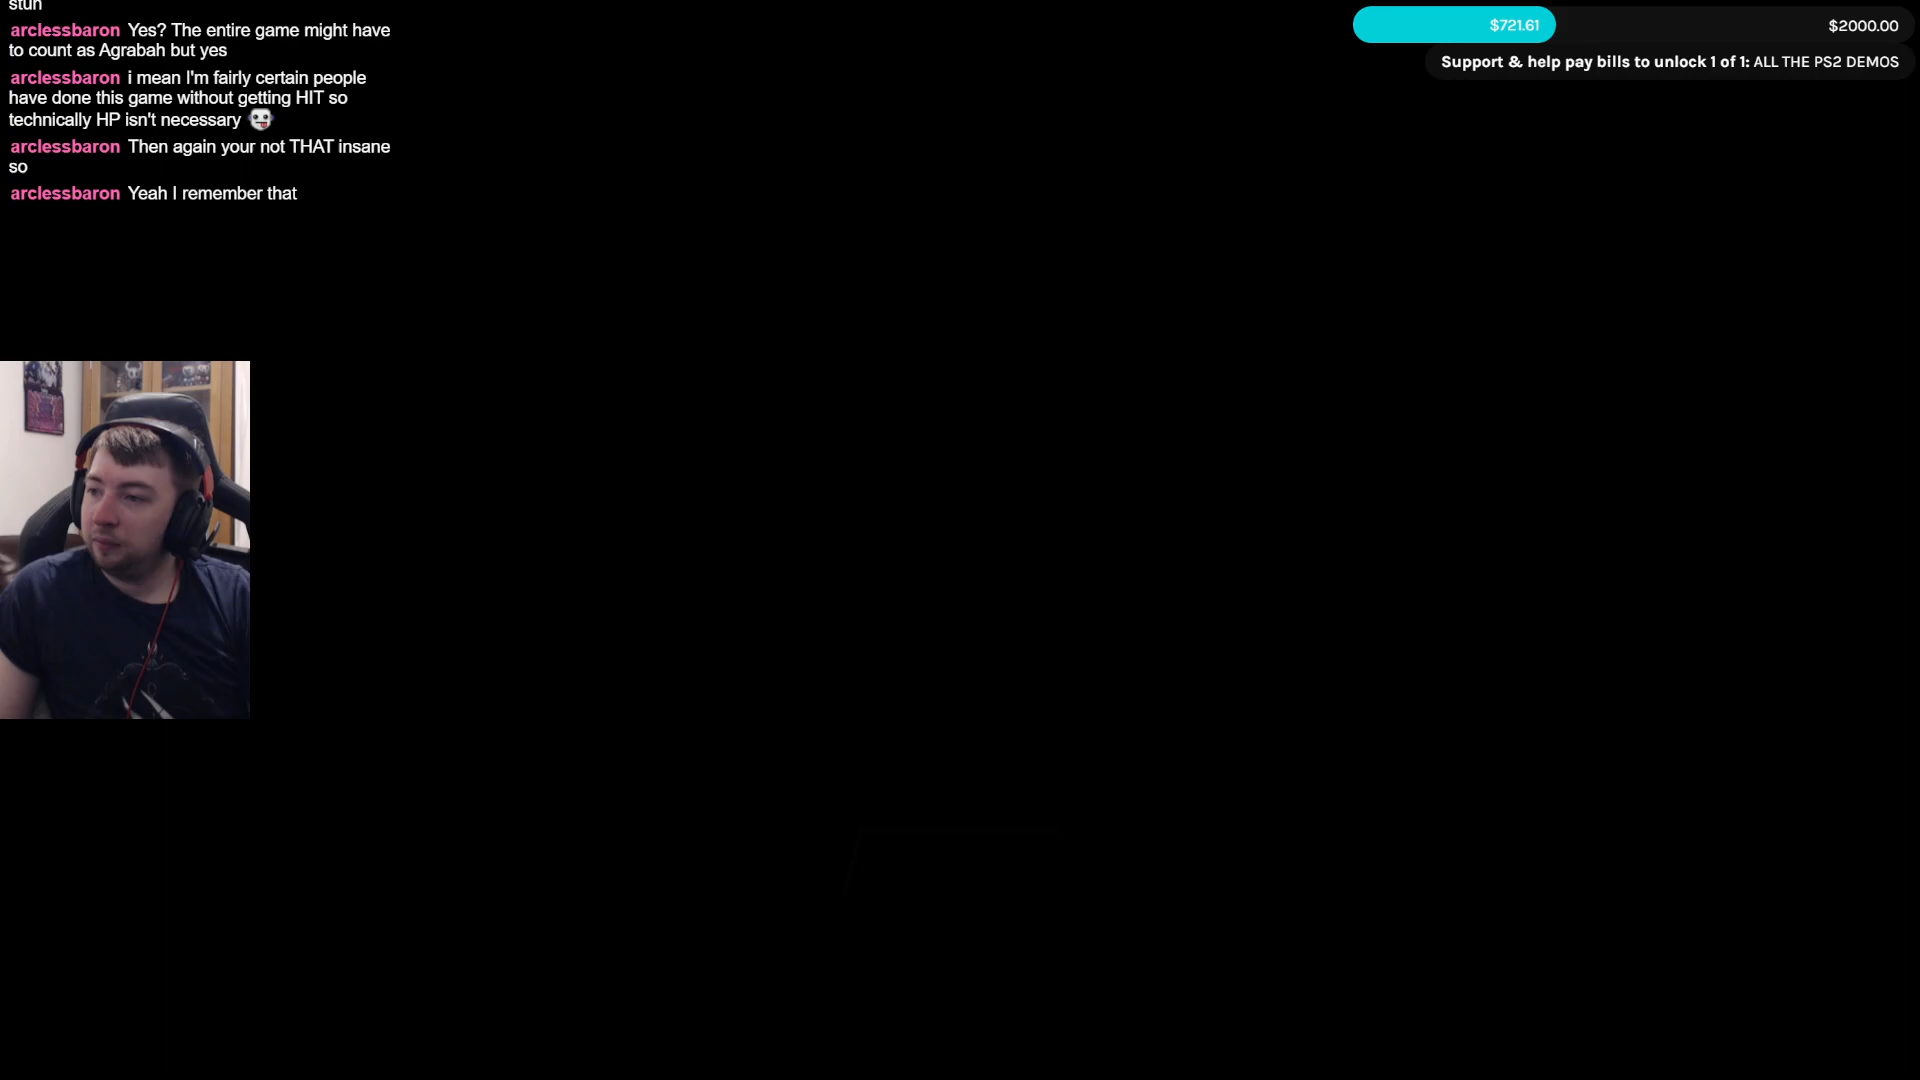 stun
arclessbaron Yes? The entire game might have
to count as Agrabah but yes
arclessbaron i mean I'm fairly certain people
have done this game without getting HIT so
technically HP isn't necessary
arclessbaron Then again your not THAT insane
so
arclessbaron Yeah I remember that
$721.61 $2000.00
Support & help pay bills to unlock 1 of 1: ALL THE PS2 DEMOS